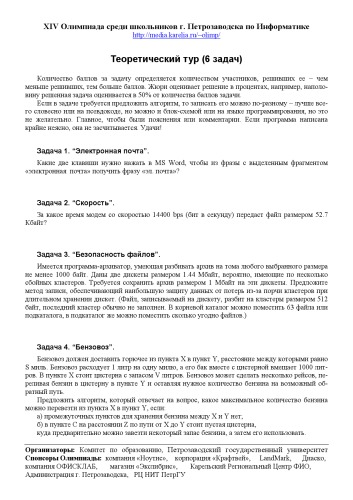 XIV Олимпиада среди школьников г. Петрозаводска по Информатике
http://media.karelia.ru/~olimp/
Теоретический тур (6 задач)
Количество баллов за задачу определяется количеством участников, решивших ее – чем
меньше решивших, тем больше баллов. Жюри оценивает решение в процентах, например, наполо-
вину решенная задача оценивается в 50% от количества баллов задачи.
Если в задаче требуется предложить алгоритм, то записать его можно по-разному – лучше все-
го словесно или на псевдокоде, но можно и блок-схемой или на языке программирования, но это
не желательно. Главное, чтобы были пояснения или комментарии. Если программа написана
крайне неясно, она не засчитывается. Удачи!
Задача 1. “Электронная почта”.
Какие две клавиши нужно нажать в MS Word, чтобы из фразы с выделенным фрагментом
«электронная почта» получить фразу «эл. почта»?
Задача 2. “Скорость”.
За какое время модем со скоростью 14400 bps (бит в секунду) передаст файл размером 52.7
Кбайт?
Задача 3. “Безопасность файлов”.
Имеется программа-архиватор, умеющая разбивать архив на тома любого выбранного размера
не менее 1000 байт. Даны две дискеты размером 1.44 Мбайт, вероятно, имеющие по несколько
сбойных кластеров. Требуется сохранить архив размером 1 Мбайт на эти дискеты. Предложите
метод записи, обеспечивающий наибольшую защиту данных от потерь из-за порчи кластеров при
длительном хранении дискет. (Файл, записываемый на дискету, разбит на кластеры размером 512
байт, последний кластер обычно не заполнен. В корневой каталог можно поместить 63 файла или
подкаталога, в подкаталог же можно поместить сколько угодно файлов.)
Задача 4. “Бензовоз”.
Бензовоз должен доставить горючее из пункта X в пункт Y, расстояние между которыми равно
S миль. Бензовоз расходует 1 литр на одну милю, а его бак вместе с цистерной вмещает 1000 лит-
ров. В пункте X стоит цистерна с запасом V литров. Бензовоз может сделать несколько рейсов, пе-
реливая бензин в цистерну в пункте Y и оставляя нужное количество бензина на возможный об-
ратный путь.
Предложить алгоритм, который отвечает на вопрос, какое максимальное количество бензина
можно перевезти из пункта X в пункт Y, если
а) промежуточных пунктов для хранения бензина между X и Y нет,
б) в пункте C на расстоянии Z по пути от X до Y стоит пустая цистерна,
куда предварительно можно завезти некоторый запас бензина, а затем его использовать.
Организаторы: Комитет по образованию, Петрозаводский государственный университет
Спонсоры Олимпиады: компания «Ноутис», корпорация «Крафтвей», LandMark, Диско,
компания ОФИСКЛАБ, магазин «Экслибрис», Карельский Региональный Центр ФИО,
Администрация г. Петрозаводска, РЦ НИТ ПетрГУ